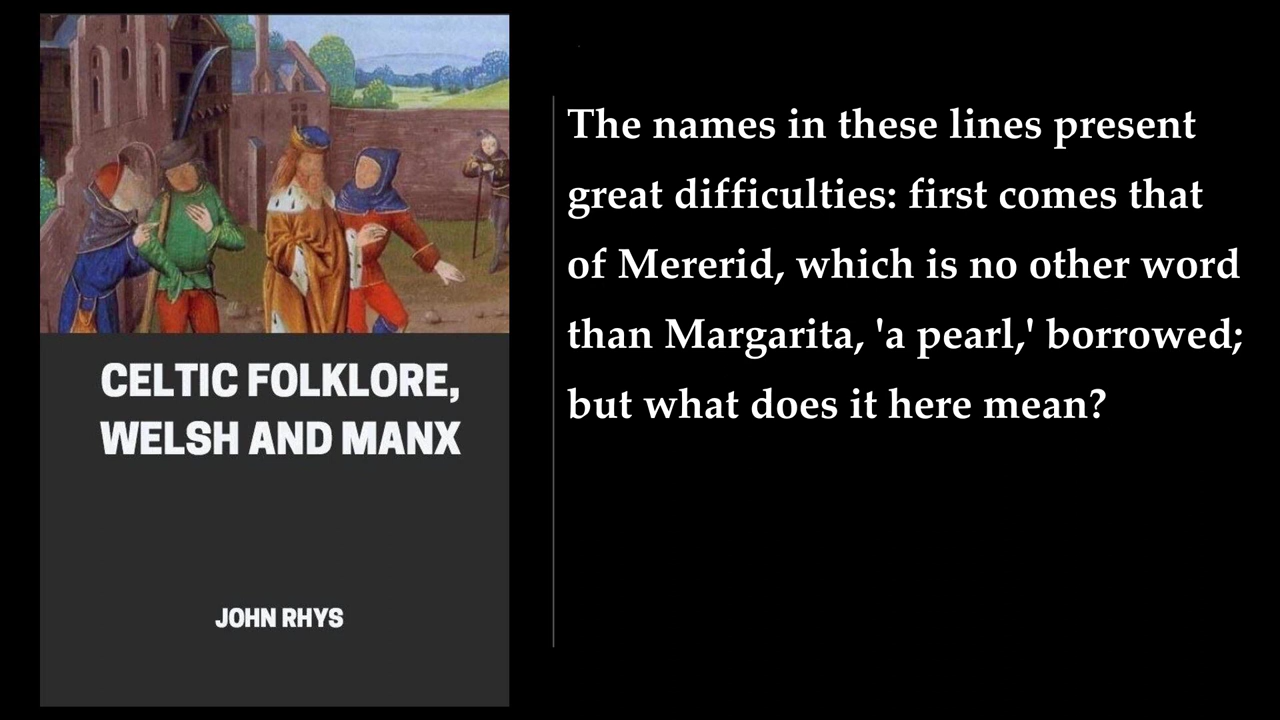 CELTIC FOLKLORE,
WELSH AND MANX
JOHN RHYS
The names in these lines present
great difficulties: first comes that
of Mererid, which is no other word
than Margarita, 'a pearl,' borrowed;
but what does it here mean?